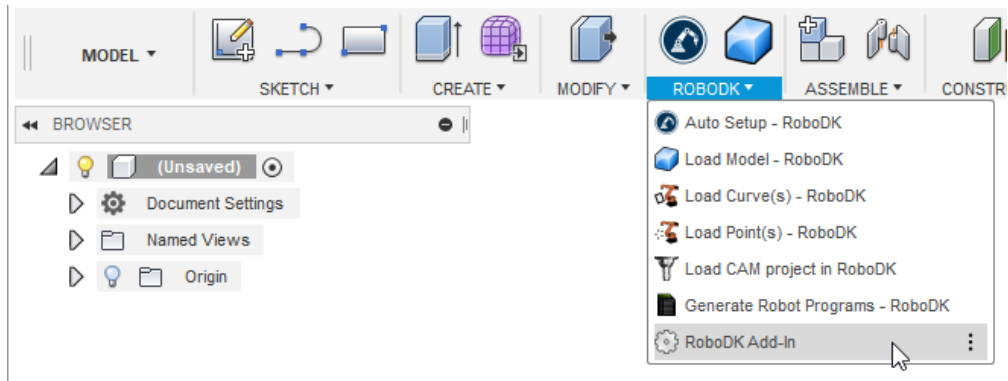 MODEL ▾
SKETCH ▾
CREATE ▾
MODIFY ▾
ROBODK ▾
ASSEMBLE ▾
CONSTR
BROWSER
(Unsaved)
Document Settings
Named Views
Origin
Auto Setup - RoboDK
Load Model - RoboDK
Load Curve(s) - RoboDK
Load Point(s) - RoboDK
Load CAM project in RoboDK
Generate Robot Programs - RoboDK
RoboDK Add-In